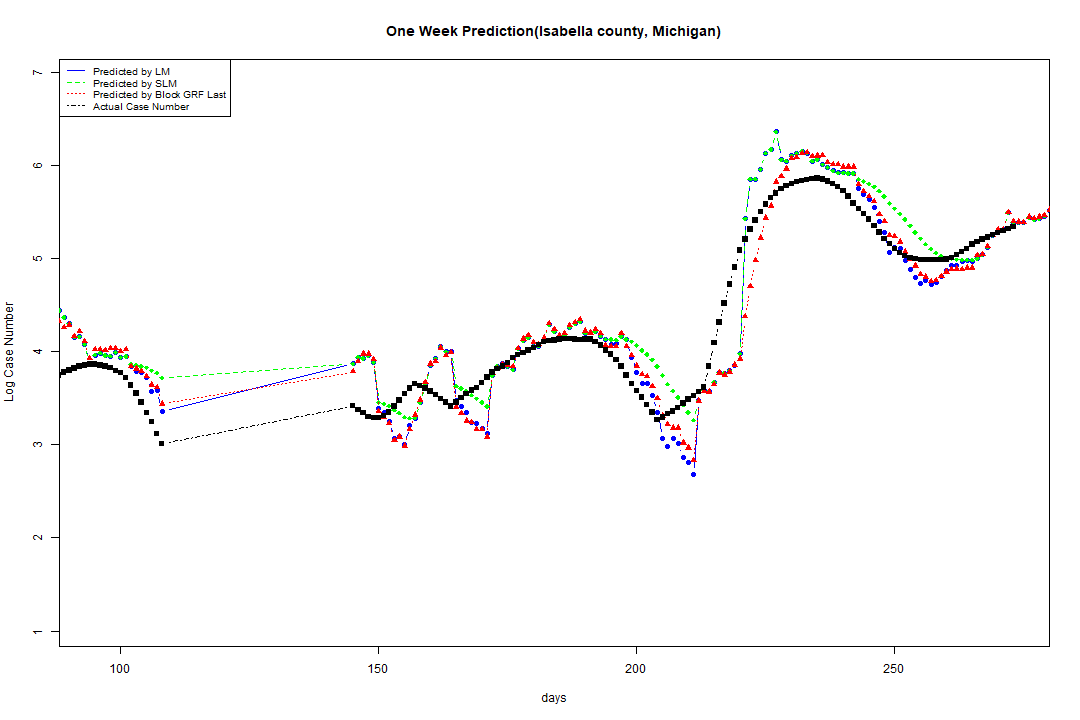 One Week Prediction(Isabella county, Michigan)
Predicted by LM
Predicted by SLM
Predicted by Block GRF Last
Actual Case Number
7
6
5
4
3
2
1
Log Case Number
100
150
200
250
days